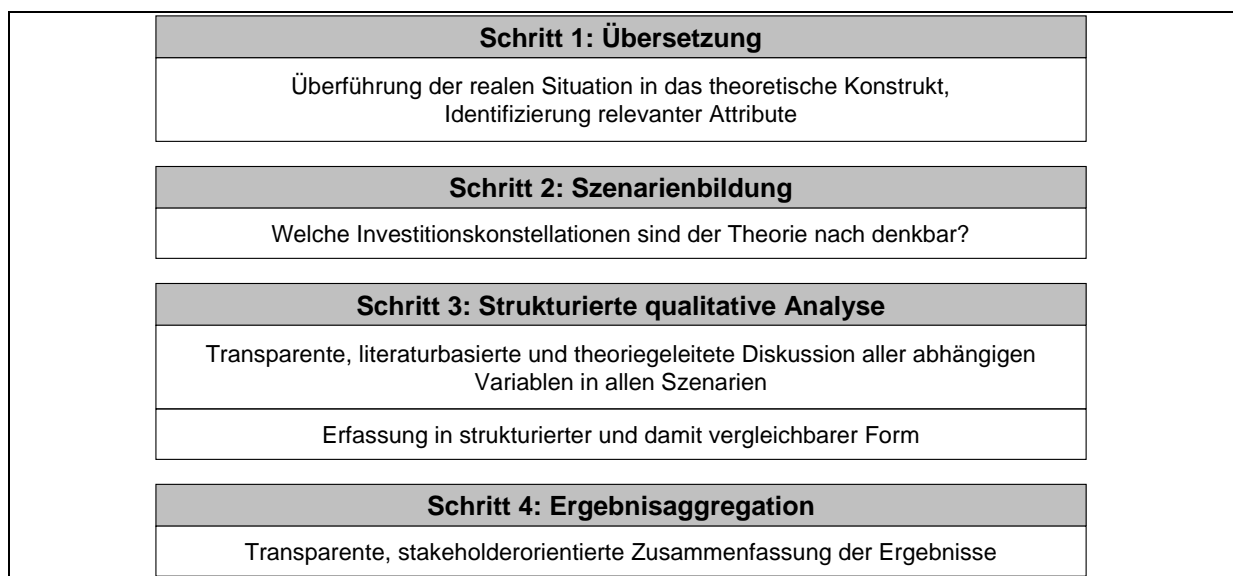 Schritt 1: Übersetzung
Überführung der realen Situation in das theoretische Konstrukt,
Identifizierung relevanter Attribute
Schritt 2: Szenarienbildung
Welche Investitionskonstellationen sind der Theorie nach denkbar?
Schritt 3: Strukturierte qualitative Analyse
Transparente, literaturbasierte und theoriegeleitete Diskussion aller abhängigen
Variablen in allen Szenarien
Erfassung in strukturierter und damit vergleichbarer Form
Schritt 4: Ergebnisaggregation
Transparente, stakeholderorientierte Zusammenfassung der Ergebnisse